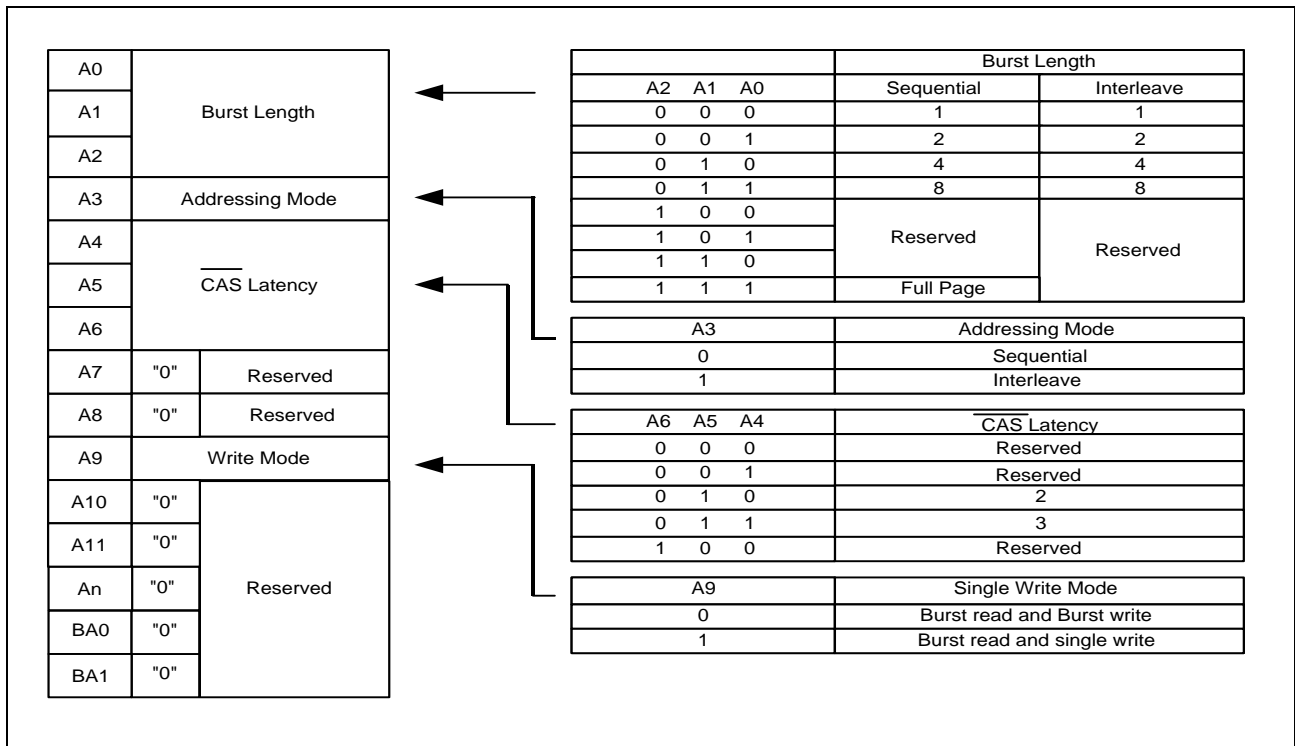 A0
A1
A2
Burst Length
A3 Addressing Mode
A4
A5
A6
CAS Latency
A7 "0" Reserved
A8 "0" Reserved
A9 Write Mode
A10 "0"
A11 "0"
An "0"
BA0 "0"
BA1 "0"
Reserved
Burst Length
A2 A1 A0 Sequential Interleave
0 0 0 1 1
0 0 1 2 2
0 1 0 4 4
0 1 1 8 8
1 0 0
1 0 1
1 1 0
Reserved
Reserved
1 1 1 Full Page
A3 Addressing Mode
0 Sequential
1 Interleave
A6 A5 A4 CAS Latency
0 0 0 Reserved
0 0 1 Reserved
0 1 0 2
0 1 1 3
1 0 0 Reserved
A9 Single Write Mode
0 Burst read and Burst write
1 Burst read and single write